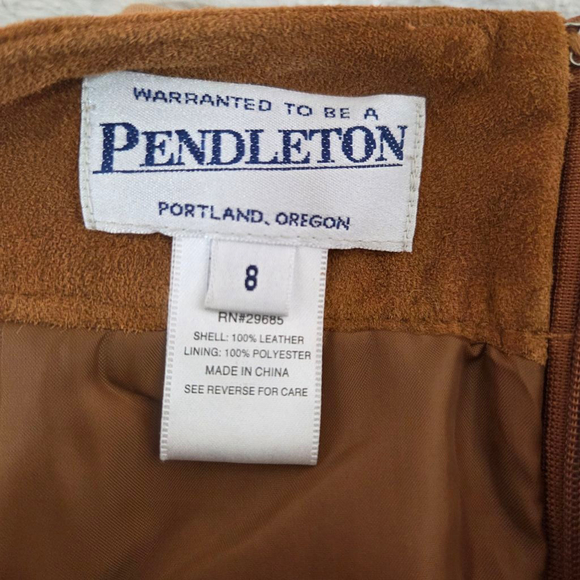 WARRANTED TO BE A
PENDLETON
PORTLAND, OREGON
8
RN#29685
SHELL: 100% LEATHER
LINING: 100% POLYESTER
MADE IN CHINA
SEE REVERSE FOR CARE